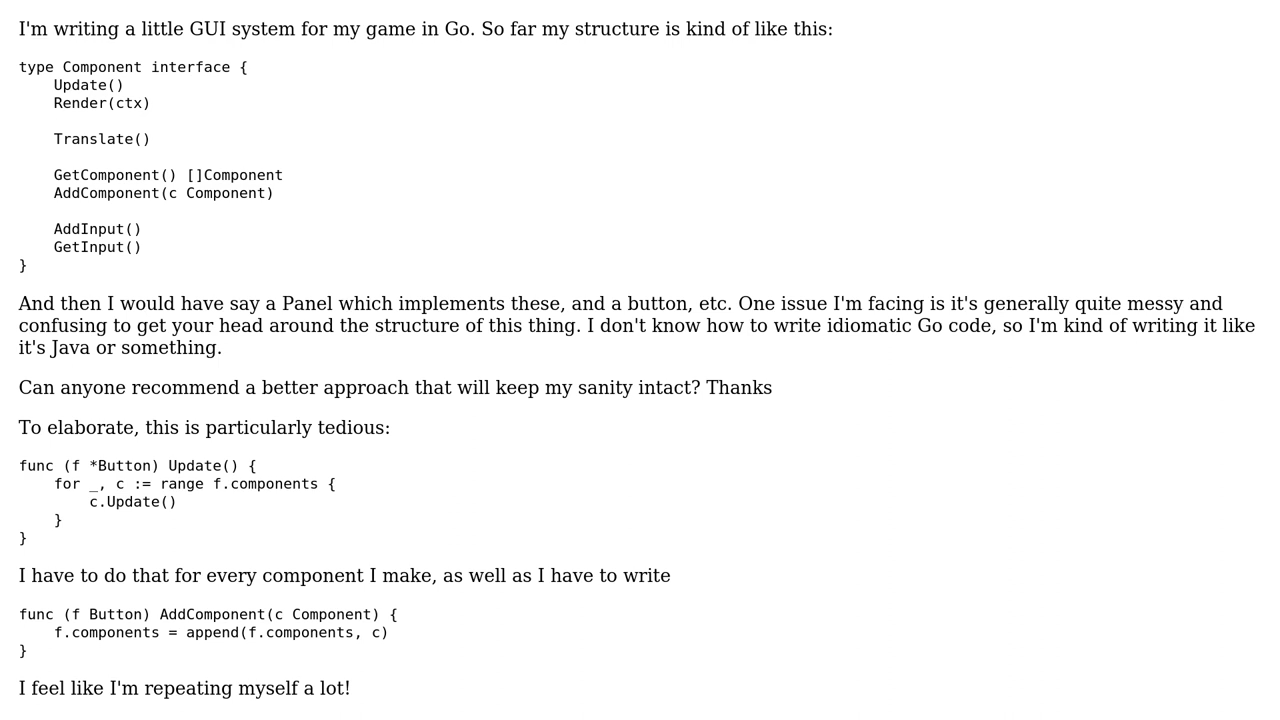 I'm writing a little GUI system for my game in Go. So far my structure is kind of like this:
type Component interface {
    Update()
    Render(ctx)

    Translate()

    GetComponent() []Component
    AddComponent(c Component)

    AddInput()
    GetInput()
}
And then I would have say a Panel which implements these, and a button, etc. One issue I'm facing is it's generally quite messy and
confusing to get your head around the structure of this thing. I don't know how to write idiomatic Go code, so I'm kind of writing it like
it's Java or something.
Can anyone recommend a better approach that will keep my sanity intact? Thanks
To elaborate, this is particularly tedious:
func (f *Button) Update() {
    for _, c := range f.components {
        c.Update()
    }
}
I have to do that for every component I make, as well as I have to write
func (f Button) AddComponent(c Component) {
    f.components = append(f.components, c)
}
I feel like I'm repeating myself a lot!